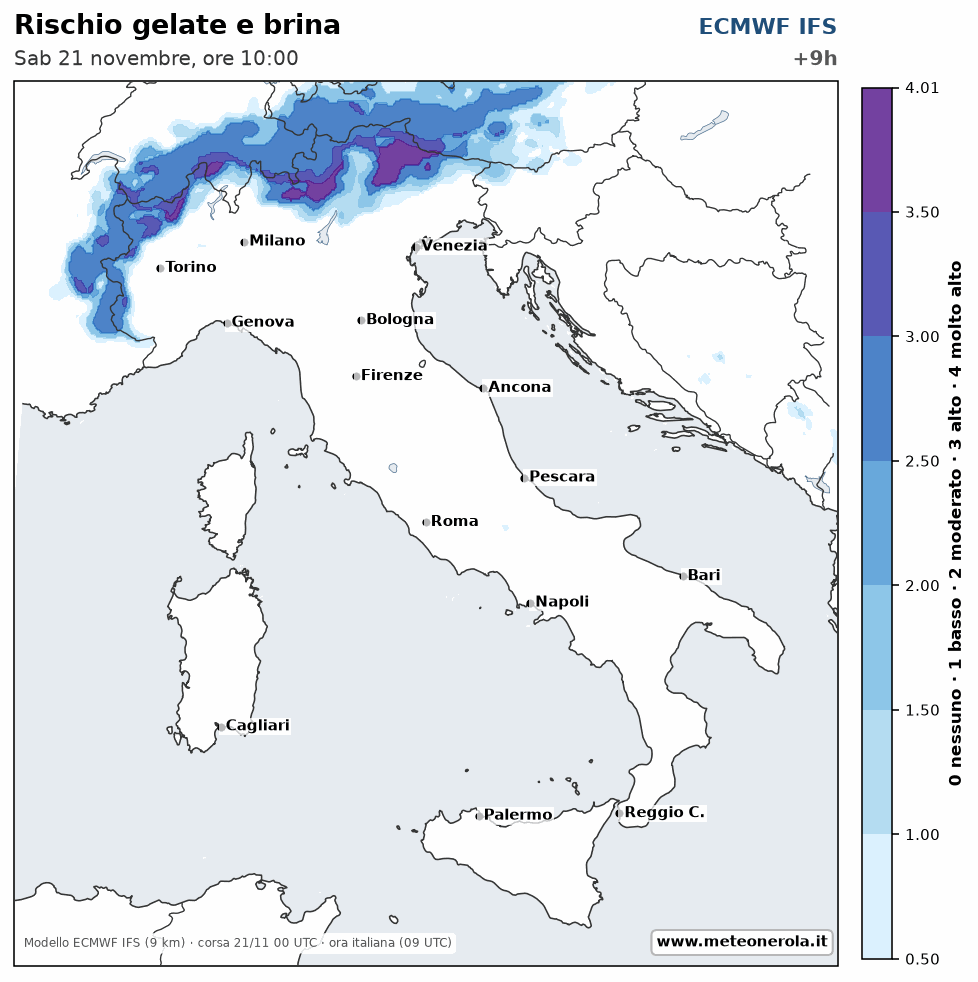 Rischio gelate e brina
ECMWF IFS
Sab 21 novembre, ore 10:00
+9h
4.01
3.50
3.00
2.50
2.00
1.50
1.00
0.50
0 nessuno · 1 basso · 2 moderato · 3 alto · 4 molto alto
Milano
Venezia
Torino
Genova
Bologna
Firenze
Ancona
Pescara
Roma
Bari
Napoli
Cagliari
Palermo
Reggio C.
Modello ECMWF IFS (9 km) · corsa 21/11 00 UTC · ora italiana (09 UTC)
www.meteonerola.it